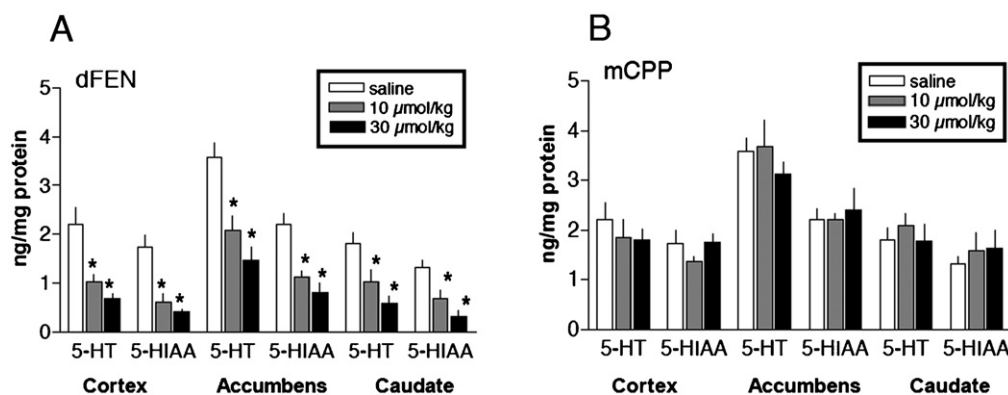 A
dFEN
saline
10 µmol/kg
30 µmol/kg
5
4
3
2
1
0
ng/mg protein
*
*
*
*
*
*
*
*
*
*
*
*
5-HT 5-HIAA 5-HT 5-HIAA 5-HT 5-HIAA
Cortex Accumbens Caudate
B
mCPP
saline
10 µmol/kg
30 µmol/kg
5
4
3
2
1
0
ng/mg protein
5-HT 5-HIAA 5-HT 5-HIAA 5-HT 5-HIAA
Cortex Accumbens Caudate